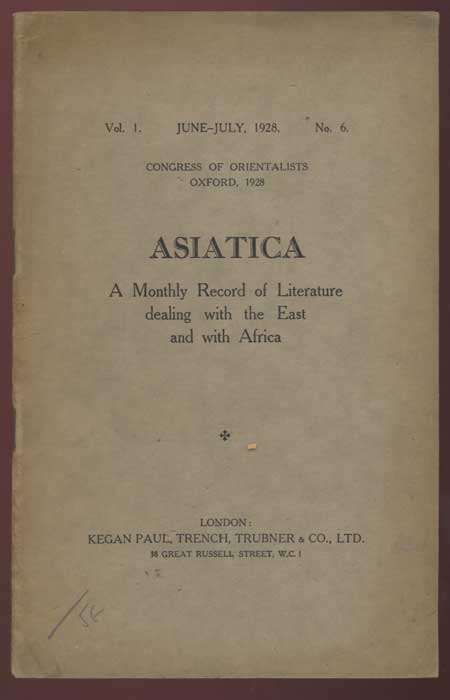 Vol. 1. JUNE-JULY, 1928. No. 6.
CONGRESS OF ORIENTALISTS
OXFORD, 1928
ASIATICA
A Monthly Record of Literature
dealing with the East
and with Africa
LONDON:
KEGAN PAUL, TRENCH, TRUBNER & CO., LTD.
38 GREAT RUSSELL STREET, W.C. 1